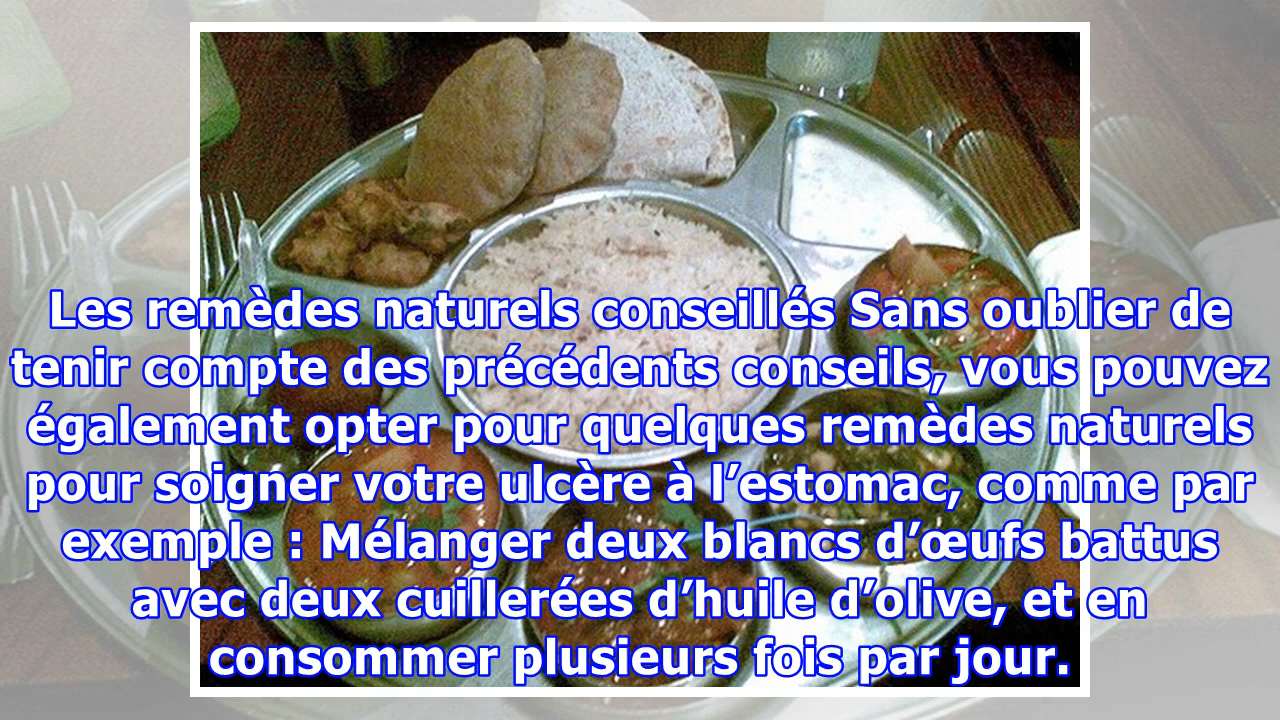 Les remèdes naturels conseillés Sans oublier de
tenir compte des précédents conseils, vous pouvez
également opter pour quelques remèdes naturels
pour soigner votre ulcère à l’estomac, comme par
exemple : Mélanger deux blancs d’œufs battus
avec deux cuillerées d’huile d’olive, et en
consommer plusieurs fois par jour.